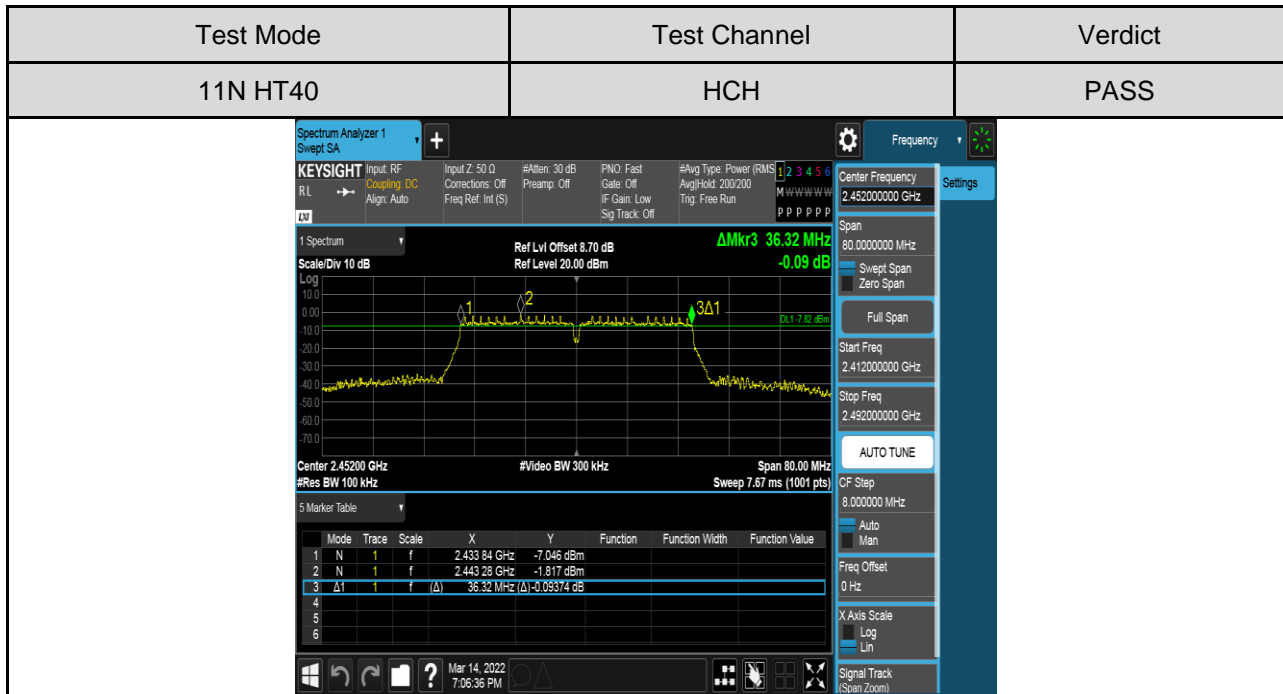 Test Mode Test Channel Verdict
11N HT40 HCH PASS
Spectrum Analyzer 1
Swept SA
+
Frequency
KEYSIGHT
RL
LXI
Input: RF
Coupling: DC
Align: Auto
Input Z: 50 Ω
Corrections: Off
Freq Ref: Int (S)
#Atten: 30 dB
Preamp: Off
PNO: Fast
Gate: Off
IF Gain: Low
Sig Track: Off
#Avg Type: Power (RMS
Avg|Hold: 200/200
Trig: Free Run
1 2 3 4 5 6
M W W W W W
P P P P P P
1 Spectrum
Scale/Div 10 dB
Ref Lvl Offset 8.70 dB
Ref Level 20.00 dBm
ΔMkr3 36.32 MHz
-0.09 dB
Log
10.0
0.00
-10.0
-20.0
-30.0
-40.0
-50.0
-60.0
-70.0
1
2
3Δ1
DL1 -7.82 dBm
Center 2.45200 GHz
#Res BW 100 kHz
#Video BW 300 kHz
Span 80.00 MHz
Sweep 7.67 ms (1001 pts)
5 Marker Table
Mode Trace Scale X Y Function Function Width Function Value
1 N 1 f 2.433 84 GHz -7.046 dBm
2 N 1 f 2.443 28 GHz -1.817 dBm
3 Δ1 1 f (Δ) 36.32 MHz (Δ) -0.09374 dB
4
5
6
?
Mar 14, 2022
7:06:36 PM
Center Frequency
2.452000000 GHz
Settings
Span
80.0000000 MHz
Swept Span
Zero Span
Full Span
Start Freq
2.412000000 GHz
Stop Freq
2.492000000 GHz
AUTO TUNE
CF Step
8.000000 MHz
Auto
Man
Freq Offset
0 Hz
X Axis Scale
Log
Lin
Signal Track
(Span Zoom)